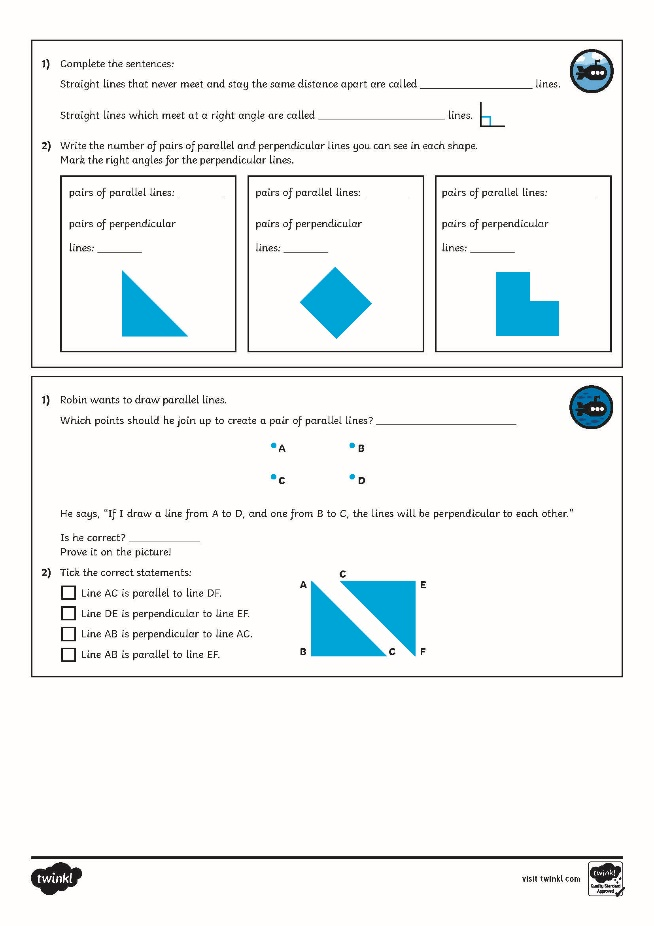 1) Complete the sentences:
Straight lines that never meet and stay the same distance apart are called ____________________ lines.
Straight lines which meet at a right angle are called ______________________ lines.
2) Write the number of pairs of parallel and perpendicular lines you can see in each shape.
Mark the right angles for the perpendicular lines.
pairs of parallel lines:
pairs of perpendicular
lines: ________
pairs of parallel lines:
pairs of perpendicular
lines: ________
pairs of parallel lines:
pairs of perpendicular
lines: ________
1) Robin wants to draw parallel lines.
Which points should he join up to create a pair of parallel lines? _________________________
A B
C D
He says, “If I draw a line from A to D, and one from B to C, the lines will be perpendicular to each other.”
Is he correct? _____________
Prove it on the picture!
2) Tick the correct statements:
Line AC is parallel to line DF.
Line DE is perpendicular to line EF.
Line AB is perpendicular to line AC.
Line AB is parallel to line EF.
C
A E
B C F
twinkl
visit twinkl.com
twinkl
Quality Standard
Approved